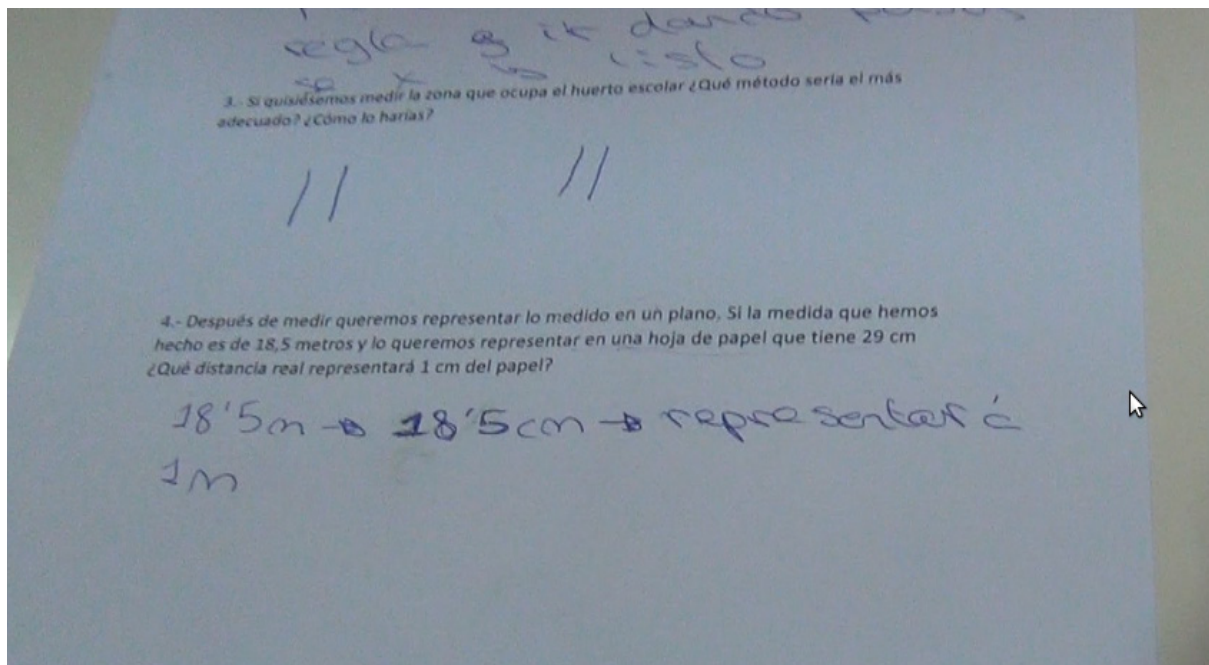 regla y ir dando
listo
3.- Si quisiésemos medir la zona que ocupa el huerto escolar ¿Qué método sería el más
adecuado? ¿Cómo lo harías?
// //
4.- Después de medir queremos representar lo medido en un plano. Si la medida que hemos
hecho es de 18,5 metros y lo queremos representar en una hoja de papel que tiene 29 cm
¿Qué distancia real representará 1 cm del papel?
18'5m → 18'5cm → representará
1m